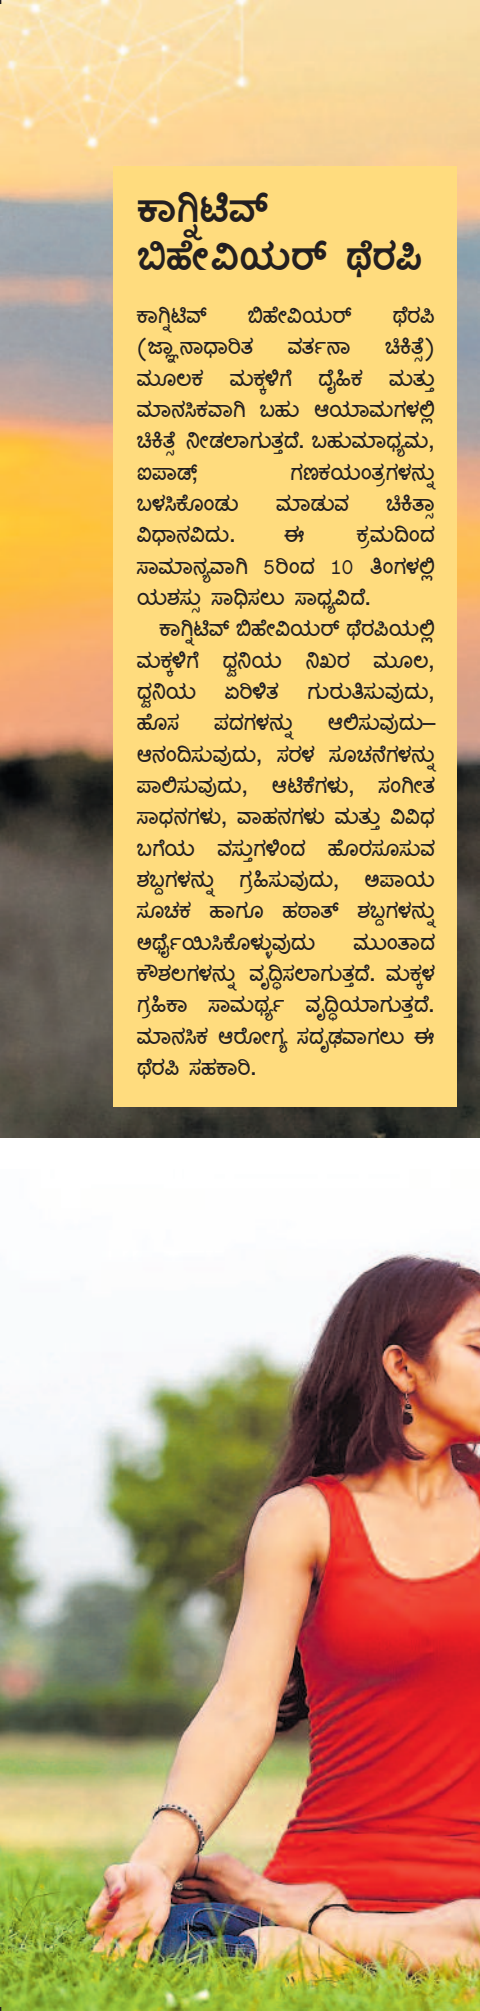 ಕಾಗ್ನಿಟಿವ್
ಬಿಹೇವಿಯರ್ ಥೆರಪಿ
ಕಾಗ್ನಿಟಿವ್ ಬಿಹೇವಿಯರ್ ಥೆರಪಿ
(ಜ್ಞಾನಾಧಾರಿತ ವರ್ತನಾ ಚಿಕಿತ್ಸೆ)
ಮೂಲಕ ಮಕ್ಕಳಿಗೆ ದೈಹಿಕ ಮತ್ತು
ಮಾನಸಿಕವಾಗಿ ಬಹು ಆಯಾಮಗಳಲ್ಲಿ
ಚಿಕಿತ್ಸೆ ನೀಡಲಾಗುತ್ತದೆ. ಬಹುಮಾಧ್ಯಮ,
ಐಪಾಡ್, ಗಣಕಯಂತ್ರಗಳನ್ನು
ಬಳಸಿಕೊಂಡು ಮಾಡುವ ಚಿಕಿತ್ಸಾ
ವಿಧಾನವಿದು. ಈ ಕ್ರಮದಿಂದ
ಸಾಮಾನ್ಯವಾಗಿ 5ರಿಂದ 10 ತಿಂಗಳಲ್ಲಿ
ಯಶಸ್ಸು ಸಾಧಿಸಲು ಸಾಧ್ಯವಿದೆ.
ಕಾಗ್ನಿಟಿವ್ ಬಿಹೇವಿಯರ್ ಥೆರಪಿಯಲ್ಲಿ
ಮಕ್ಕಳಿಗೆ ಧ್ವನಿಯ ನಿಖರ ಮೂಲ,
ಧ್ವನಿಯ ಏರಿಳಿತ ಗುರುತಿಸುವುದು,
ಹೊಸ ಪದಗಳನ್ನು ಆಲಿಸುವುದು–
ಆನಂದಿಸುವುದು, ಸರಳ ಸೂಚನೆಗಳನ್ನು
ಪಾಲಿಸುವುದು, ಆಟಿಕೆಗಳು, ಸಂಗೀತ
ಸಾಧನಗಳು, ವಾಹನಗಳು ಮತ್ತು ವಿವಿಧ
ಬಗೆಯ ವಸ್ತುಗಳಿಂದ ಹೊರಸೂಸುವ
ಶಬ್ದಗಳನ್ನು ಗ್ರಹಿಸುವುದು, ಅಪಾಯ
ಸೂಚಕ ಹಾಗೂ ಹಠಾತ್ ಶಬ್ದಗಳನ್ನು
ಅರ್ಥೈಯಿಸಿಕೊಳ್ಳುವುದು ಮುಂತಾದ
ಕೌಶಲಗಳನ್ನು ವೃದ್ಧಿಸಲಾಗುತ್ತದೆ. ಮಕ್ಕಳ
ಗ್ರಹಿಕಾ ಸಾಮರ್ಥ್ಯ ವೃದ್ಧಿಯಾಗುತ್ತದೆ.
ಮಾನಸಿಕ ಆರೋಗ್ಯ ಸದೃಢವಾಗಲು ಈ
ಥೆರಪಿ ಸಹಕಾರಿ.